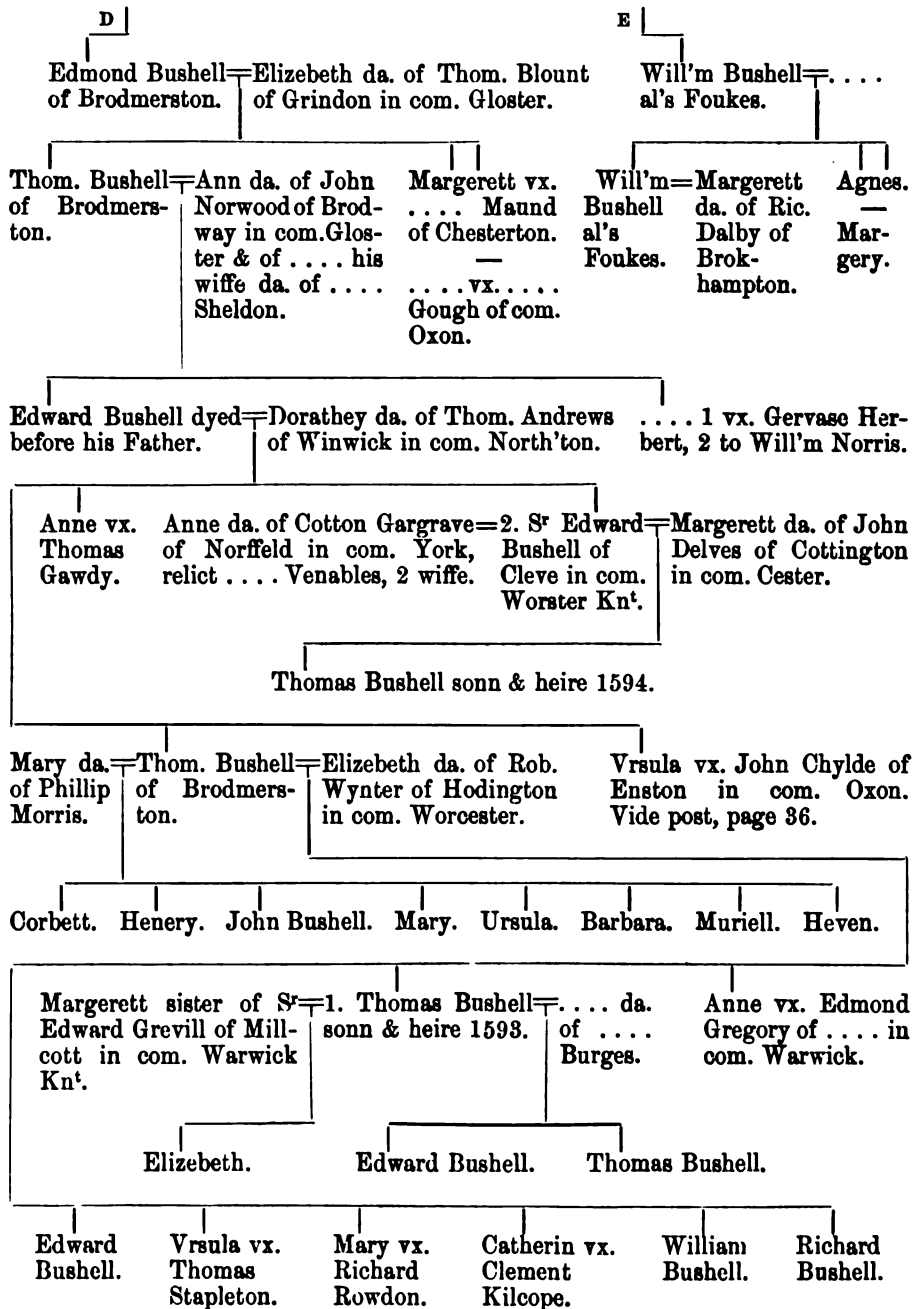 D
E
Edmond Bushell=Elizebeth da. of Thom. Blount
of Brodmerston. of Grindon in com. Gloster.
Will'm Bushell=. . . .
al's Foukes.
Thom. Bushell=
of Brodmers-
ton.
Ann da. of John
Norwood of Brod-
way in com.Glos-
ter & of . . . . his
wiffe da. of . . . .
Sheldon.
Margerett vx.
. . . . Maund
of Chesterton.
—
. . . . vx. . . . .
Gough of com.
Oxon.
Will'm=
Bushell
al's
Foukes.
Margerett
da. of Ric.
Dalby of
Brok-
hampton.
Agnes.
—
Mar-
gery.
Edward Bushell dyed=
before his Father.
Dorathey da. of Thom. Andrews
of Winwick in com. North'ton.
. . . . 1 vx. Gervase Her-
bert, 2 to Will'm Norris.
Anne vx.
Thomas
Gawdy.
Anne da. of Cotton Gargrave=
of Norffeld in com. York,
relict . . . . Venables, 2 wiffe.
2. Sr Edward=
Bushell of
Cleve in com.
Worster Knt.
Margerett da. of John
Delves of Cottington
in com. Cester.
Thomas Bushell sonn & heire 1594.
Mary da.=
of Phillip
Morris.
Thom. Bushell=
of Brodmers-
ton.
Elizebeth da. of Rob.
Wynter of Hodington
in com. Worcester.
Vrsula vx. John Chylde of
Enston in com. Oxon.
Vide post, page 36.
Corbett. Henery. John Bushell. Mary. Ursula. Barbara. Muriell. Heven.
Margerett sister of Sr=
Edward Grevill of Mill-
cott in com. Warwick
Knt.
1. Thomas Bushell=
sonn & heire 1593.
. . . . da.
of . . . .
Burges.
Anne vx. Edmond
Gregory of . . . . in
com. Warwick.
Elizebeth. Edward Bushell. Thomas Bushell.
Edward
Bushell.
Vrsula vx.
Thomas
Stapleton.
Mary vx.
Richard
Rowdon.
Catherin vx.
Clement
Kilcope.
William
Bushell.
Richard
Bushell.